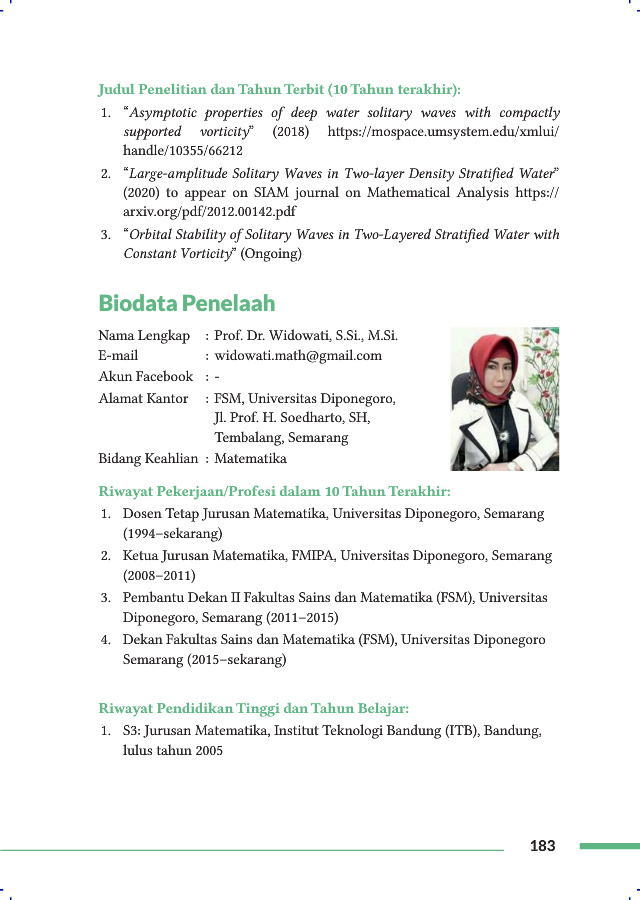 Judul Penelitian dan Tahun Terbit (10 Tahun terakhir):
1. “Asymptotic properties of deep water solitary waves with compactly
supported vorticity” (2018) https://mospace.umsystem.edu/xmlui/
handle/10355/66212
2. “Large-amplitude Solitary Waves in Two-layer Density Stratified Water”
(2020) to appear on SIAM journal on Mathematical Analysis https://
arxiv.org/pdf/2012.00142.pdf
3. “Orbital Stability of Solitary Waves in Two-Layered Stratified Water with
Constant Vorticity” (Ongoing)
Biodata Penelaah
Nama Lengkap : Prof. Dr. Widowati, S.Si., M.Si.
E-mail : widowati.math@gmail.com
Akun Facebook : -
Alamat Kantor : FSM, Universitas Diponegoro,
Jl. Prof. H. Soedharto, SH,
Tembalang, Semarang
Bidang Keahlian : Matematika
Riwayat Pekerjaan/Profesi dalam 10 Tahun Terakhir:
1. Dosen Tetap Jurusan Matematika, Universitas Diponegoro, Semarang
(1994–sekarang)
2. Ketua Jurusan Matematika, FMIPA, Universitas Diponegoro, Semarang
(2008–2011)
3. Pembantu Dekan II Fakultas Sains dan Matematika (FSM), Universitas
Diponegoro, Semarang (2011–2015)
4. Dekan Fakultas Sains dan Matematika (FSM), Universitas Diponegoro
Semarang (2015–sekarang)
Riwayat Pendidikan Tinggi dan Tahun Belajar:
1. S3: Jurusan Matematika, Institut Teknologi Bandung (ITB), Bandung,
lulus tahun 2005
183